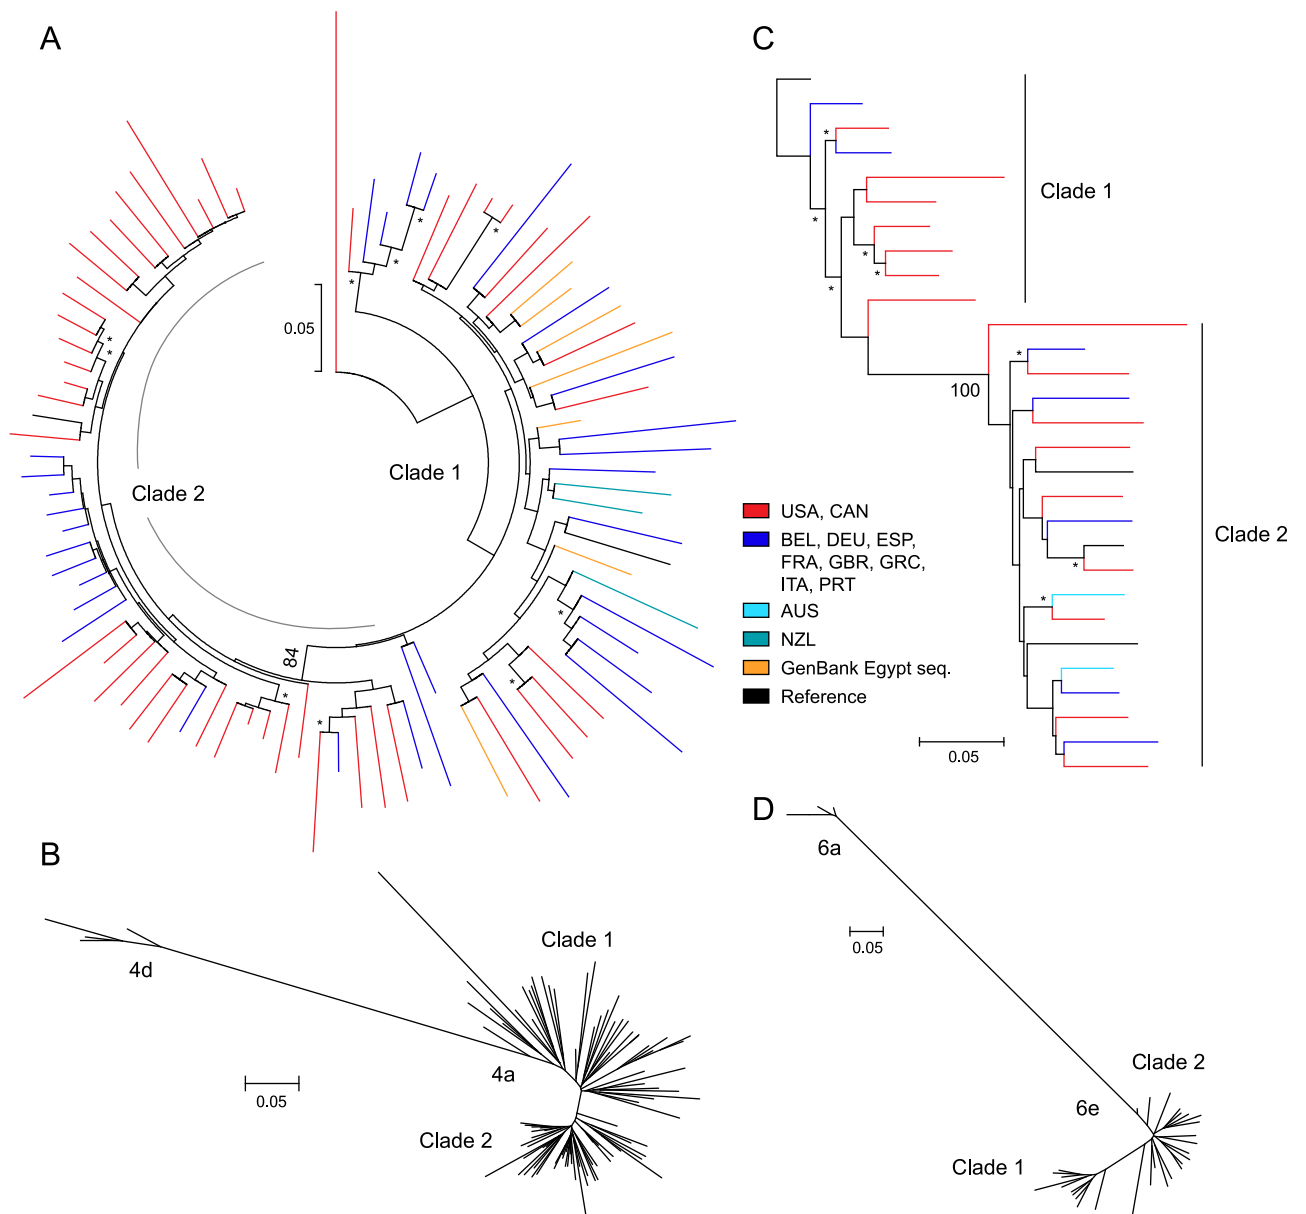 A
0.05
Clade 1
Clade 2
84
*
*
*
*
*
*
*
*
*
*
C
Clade 1
100
Clade 2
*
*
*
*
*
*
*
*
0.05
USA, CAN
BEL, DEU, ESP,
FRA, GBR, GRC,
ITA, PRT
AUS
NZL
GenBank Egypt seq.
Reference
B
4d
Clade 1
4a
0.05
Clade 2
D
6a
0.05
Clade 2
6e
Clade 1